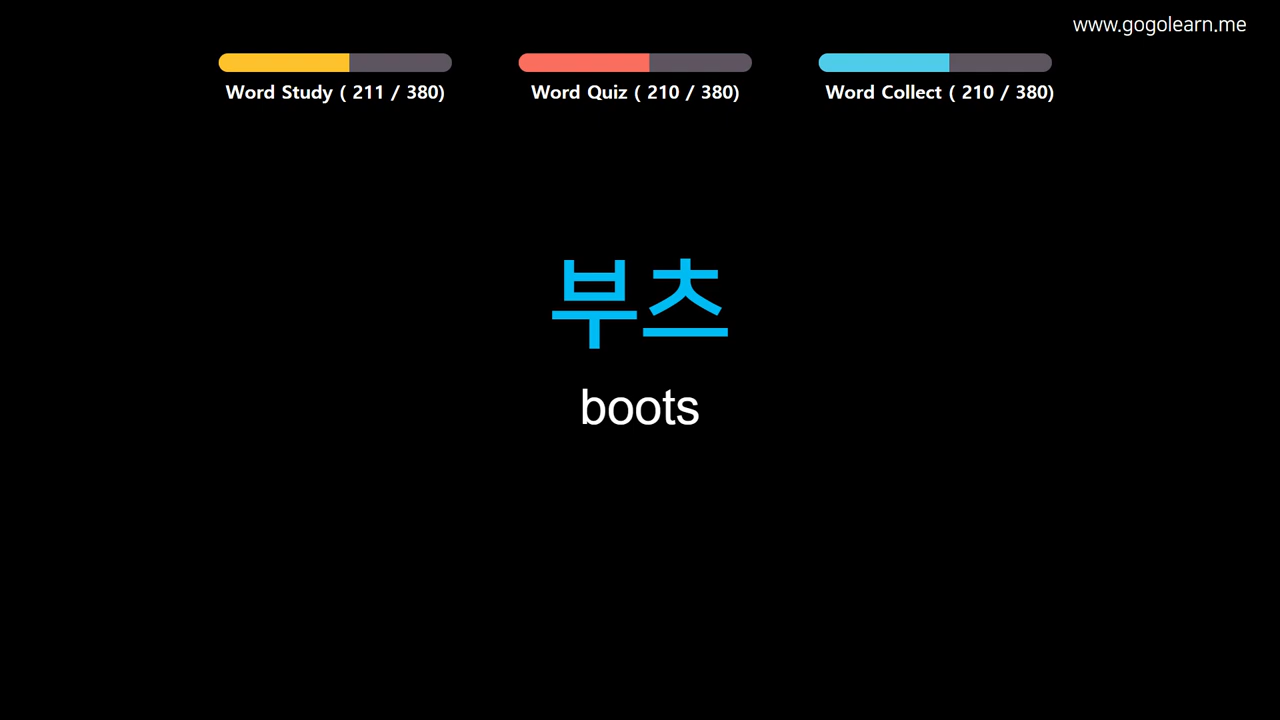 www.gogolearn.me
Word Study ( 211 / 380)
Word Quiz ( 210 / 380)
Word Collect ( 210 / 380)
부츠
boots